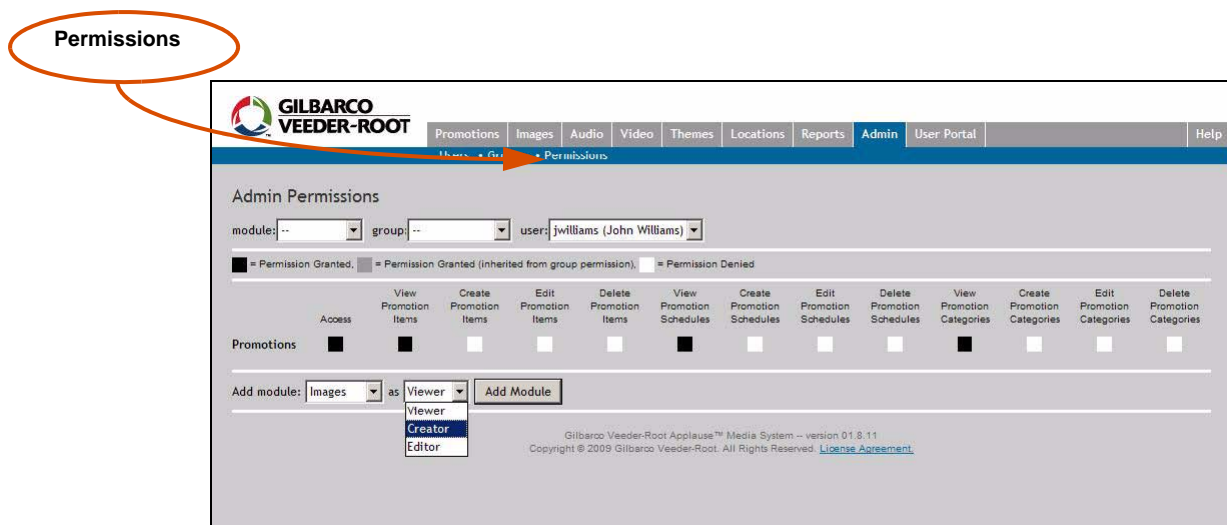 Permissions
GILBARCO
VEEDER-ROOT
Promotions Images Audio Video Themes Locations Reports Admin User Portal Help
• Permissions
Admin Permissions
module: -- group: -- user: jwilliams (John Williams)
= Permission Granted, = Permission Granted (inherited from group permission), = Permission Denied
Access View Promotion Items Create Promotion Items Edit Promotion Items Delete Promotion Items View Promotion Schedules Create Promotion Schedules Edit Promotion Schedules Delete Promotion Schedules View Promotion Categories Create Promotion Categories Edit Promotion Categories Delete Promotion Categories
Promotions
Add module: Images as Viewer Add Module
Viewer
Creator
Editor
Gilbarco Veeder-Root Applause™ Media System -- version 01.8.11
Copyright © 2009 Gilbarco Veeder-Root. All Rights Reserved. License Agreement.